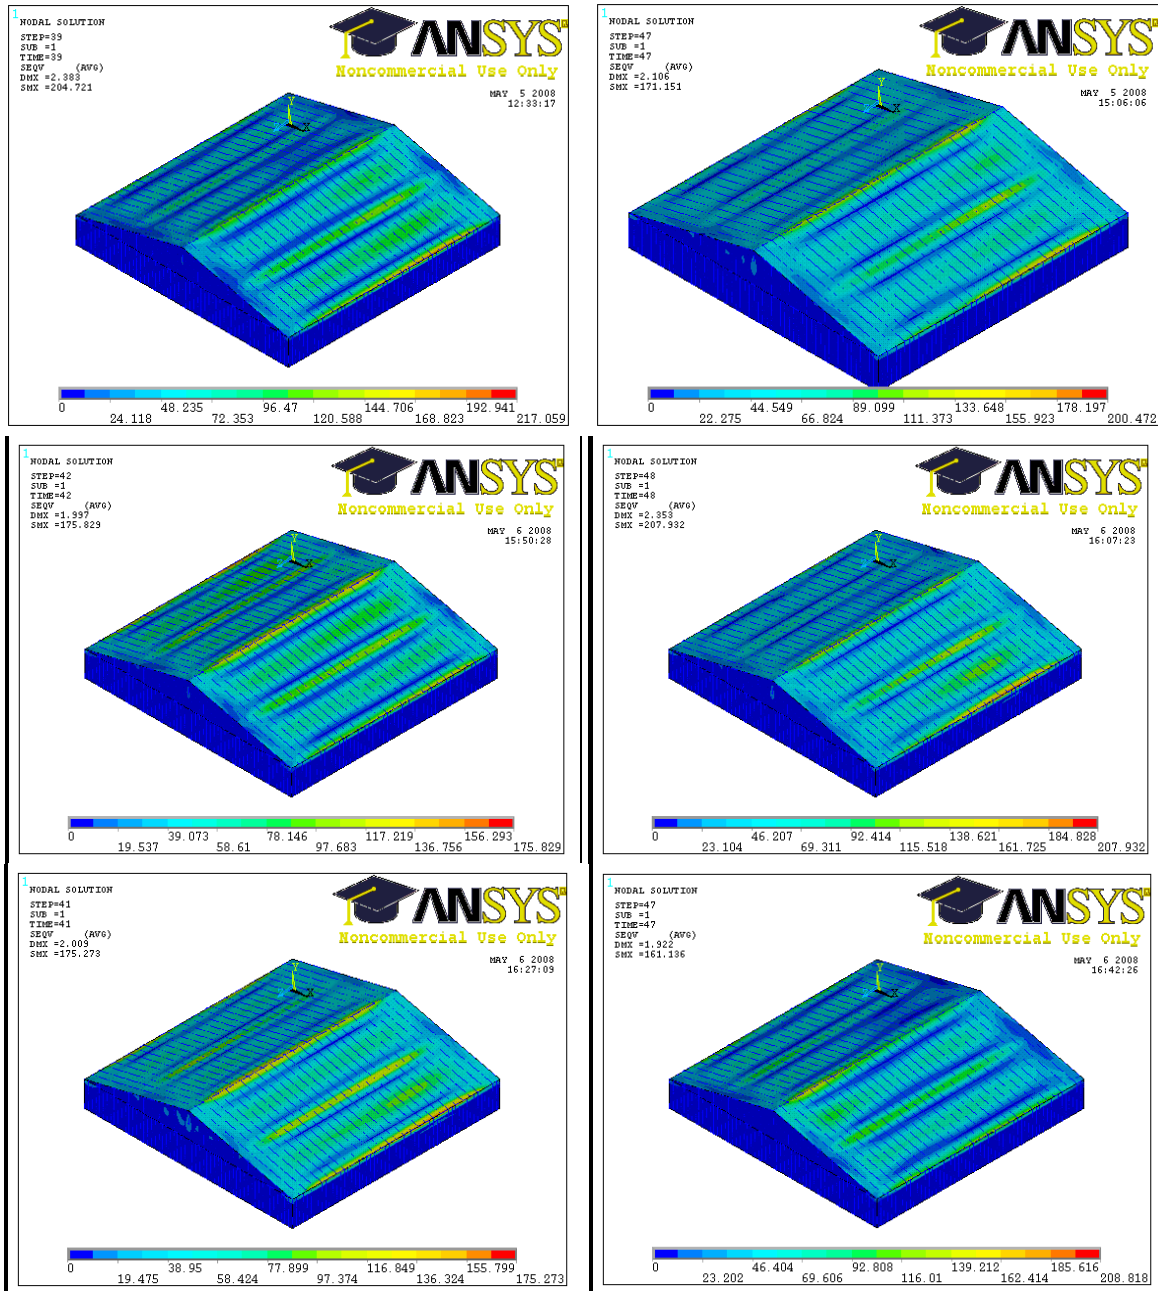 1
NODAL SOLUTION
STEP=39
SUB =1
TIME=39
SEQV (AVG)
DMX =2.383
SMX =204.721
ANSYS
Noncommercial Use Only
MAY 5 2008
12:33:17
Y
X
0 48.235 96.47 144.706 192.941
24.118 72.353 120.588 168.823 217.059
1
NODAL SOLUTION
STEP=47
SUB =1
TIME=47
SEQV (AVG)
DMX =2.106
SMX =171.151
ANSYS
Noncommercial Use Only
MAY 5 2008
15:06:06
Y
X
0 44.549 89.099 133.648 178.197
22.275 66.824 111.373 155.923 200.472
1
NODAL SOLUTION
STEP=42
SUB =1
TIME=42
SEQV (AVG)
DMX =1.997
SMX =175.829
ANSYS
Noncommercial Use Only
MAY 6 2008
15:50:28
Y
X
0 39.073 78.146 117.219 156.293
19.537 58.61 97.683 136.756 175.829
1
NODAL SOLUTION
STEP=48
SUB =1
TIME=48
SEQV (AVG)
DMX =2.353
SMX =207.932
ANSYS
Noncommercial Use Only
MAY 6 2008
16:07:23
Y
X
0 46.207 92.414 138.621 184.828
23.104 69.311 115.518 161.725 207.932
1
NODAL SOLUTION
STEP=41
SUB =1
TIME=41
SEQV (AVG)
DMX =2.009
SMX =175.273
ANSYS
Noncommercial Use Only
MAY 6 2008
16:27:09
Y
X
0 38.95 77.899 116.849 155.799
19.475 58.424 97.374 136.324 175.273
1
NODAL SOLUTION
STEP=47
SUB =1
TIME=47
SEQV (AVG)
DMX =1.922
SMX =161.136
ANSYS
Noncommercial Use Only
MAY 6 2008
16:42:26
Y
X
0 46.404 92.808 139.212 185.616
23.202 69.606 116.01 162.414 208.818